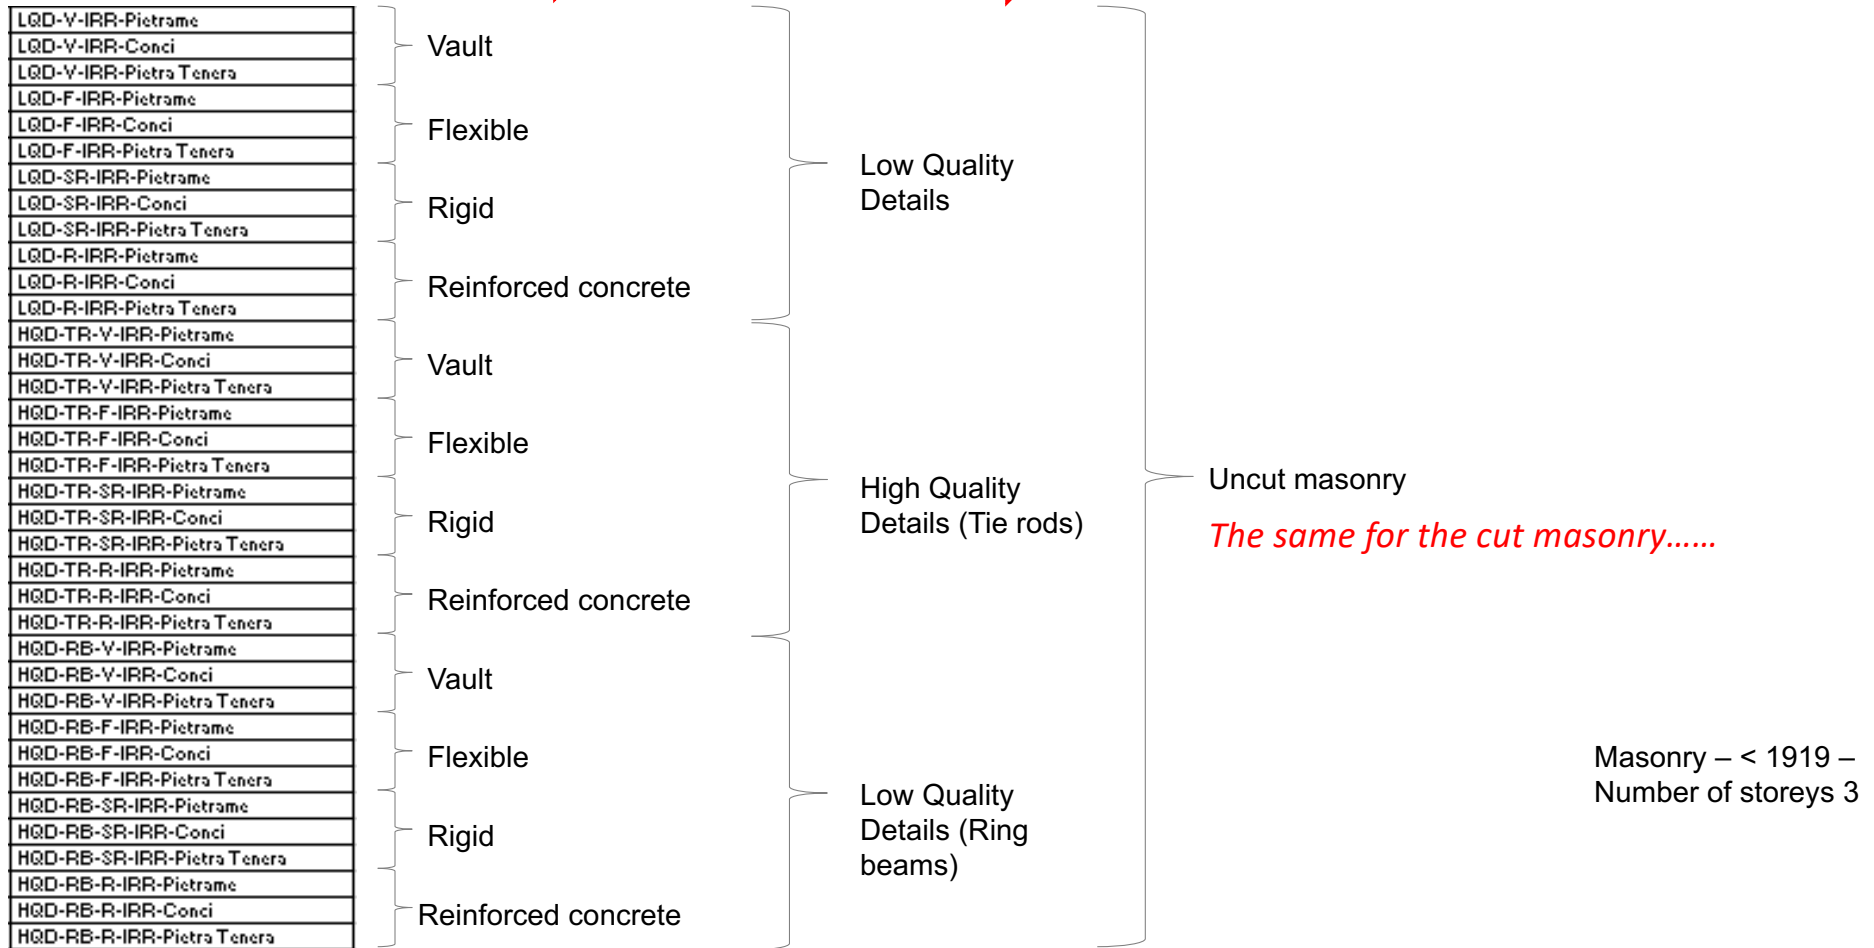 LQD-V-IRR-Pietrame
LQD-V-IRR-Conci
LQD-V-IRR-Pietra Tenera
LQD-F-IRR-Pietrame
LQD-F-IRR-Conci
LQD-F-IRR-Pietra Tenera
LQD-SR-IRR-Pietrame
LQD-SR-IRR-Conci
LQD-SR-IRR-Pietra Tenera
LQD-R-IRR-Pietrame
LQD-R-IRR-Conci
LQD-R-IRR-Pietra Tenera
HQD-TR-V-IRR-Pietrame
HQD-TR-V-IRR-Conci
HQD-TR-V-IRR-Pietra Tenera
HQD-TR-F-IRR-Pietrame
HQD-TR-F-IRR-Conci
HQD-TR-F-IRR-Pietra Tenera
HQD-TR-SR-IRR-Pietrame
HQD-TR-SR-IRR-Conci
HQD-TR-SR-IRR-Pietra Tenera
HQD-TR-R-IRR-Pietrame
HQD-TR-R-IRR-Conci
HQD-TR-R-IRR-Pietra Tenera
HQD-RB-V-IRR-Pietrame
HQD-RB-V-IRR-Conci
HQD-RB-V-IRR-Pietra Tenera
HQD-RB-F-IRR-Pietrame
HQD-RB-F-IRR-Conci
HQD-RB-F-IRR-Pietra Tenera
HQD-RB-SR-IRR-Pietrame
HQD-RB-SR-IRR-Conci
HQD-RB-SR-IRR-Pietra Tenera
HQD-RB-R-IRR-Pietrame
HQD-RB-R-IRR-Conci
HQD-RB-R-IRR-Pietra Tenera
Vault
Flexible
Rigid
Reinforced concrete
Vault
Flexible
Rigid
Reinforced concrete
Vault
Flexible
Rigid
Reinforced concrete
Low Quality
Details
High Quality
Details (Tie rods)
Low Quality
Details (Ring
beams)
Uncut masonry
The same for the cut masonry……
Masonry – < 1919 –
Number of storeys 3